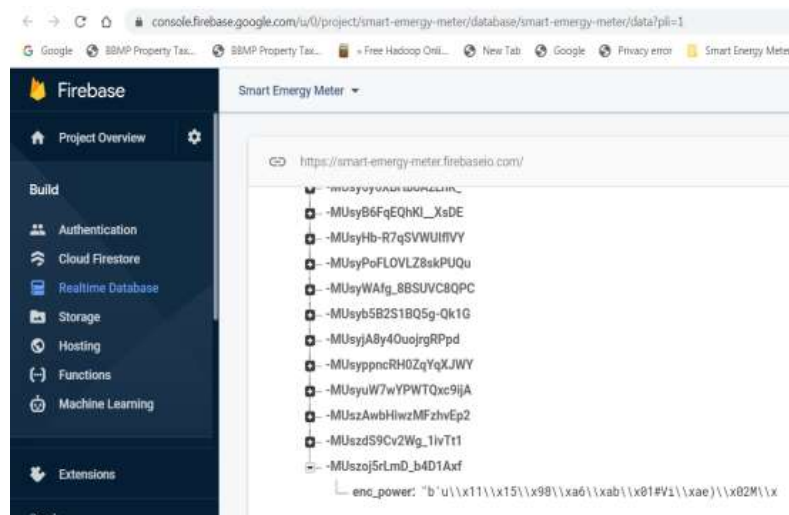 console.firebase.google.com/u/0/project/smart-emergy-meter/database/smart-emergy-meter/data?pli=1
Google BBMP Property Tax... BBMP Property Tax... Free Hadoop Onli... New Tab Google Privacy error Smart Energy Mete
Firebase
Smart Emergy Meter
Project Overview
https://smart-emergy-meter.firebaseio.com/
Build
Authentication
Cloud Firestore
Realtime Database
Storage
Hosting
Functions
Machine Learning
Extensions
-MUsyB6FqEQhKl__XsDE
-MUsyHb-R7qSVWUIflVY
-MUsyPoFLOVLZ8skPUQu
-MUsyWAfg_8BSUVC8QPC
-MUsyb5B2S1BQ5g-Qk1G
-MUsyjA8y4OuojrgRPpd
-MUsyppncRH0ZqYqXJWY
-MUsyuW7wYPWTQxc9ijA
-MUszAwbHiwzMFzhvEp2
-MUszdS9Cv2Wg_1ivTt1
-MUszoj5rLmD_b4D1Axf
enc_power: "b'u\\x11\\x15\\x98\\xa6\\xab\\x01#Vi\\xae)\\x02M\\x